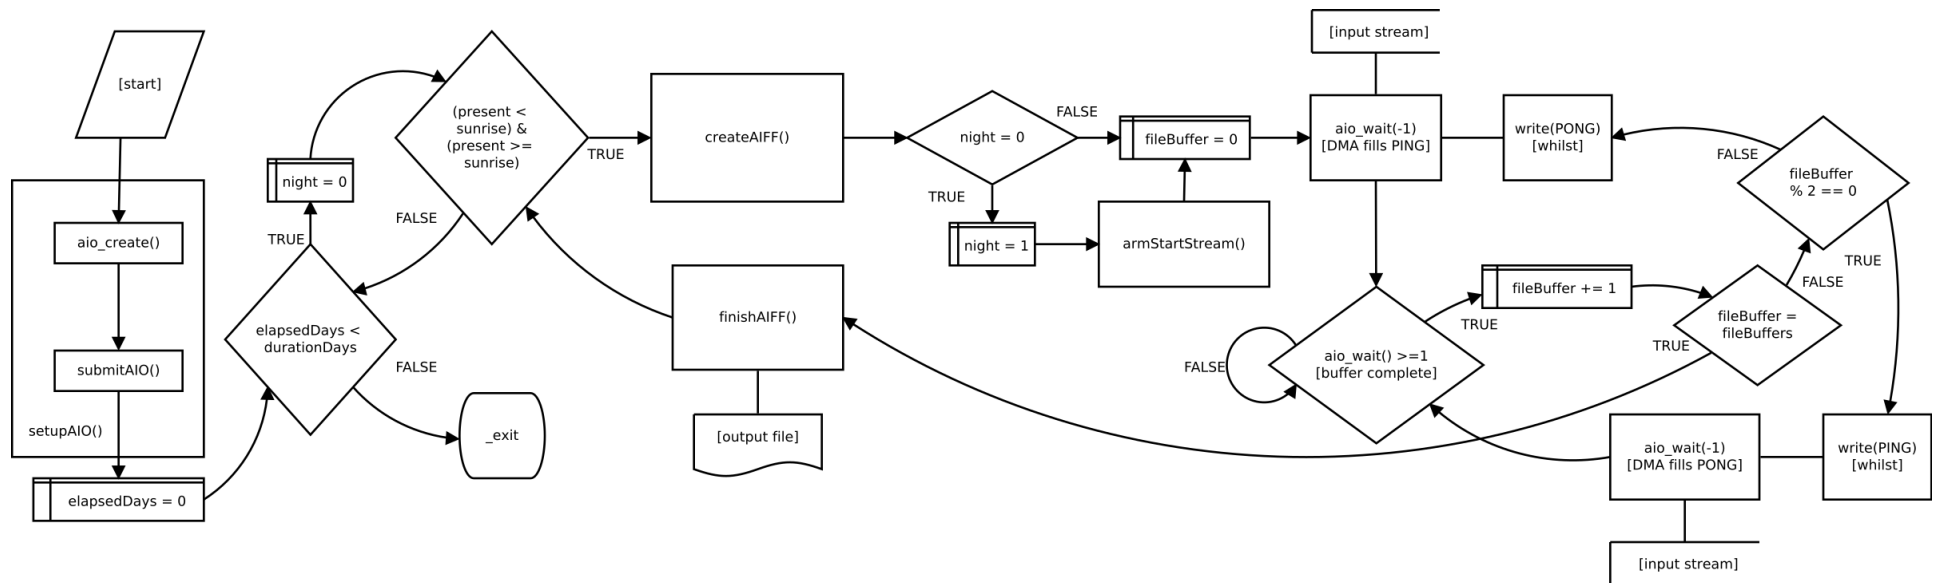 [start]
aio_create()
submitAIO()
setupAIO()
elapsedDays = 0
elapsedDays <
durationDays
TRUE
FALSE
_exit
night = 0
(present <
sunrise) &
(present >=
sunrise)
FALSE
TRUE
createAIFF()
night = 0
FALSE
TRUE
night = 1
armStartStream()
fileBuffer = 0
[input stream]
aio_wait(-1)
[DMA fills PING]
write(PONG)
[whilst]
aio_wait() >=1
[buffer complete]
FALSE
TRUE
fileBuffer += 1
fileBuffer =
fileBuffers
FALSE
TRUE
fileBuffer
% 2 == 0
FALSE
TRUE
write(PING)
[whilst]
aio_wait(-1)
[DMA fills PONG]
[input stream]
finishAIFF()
[output file]